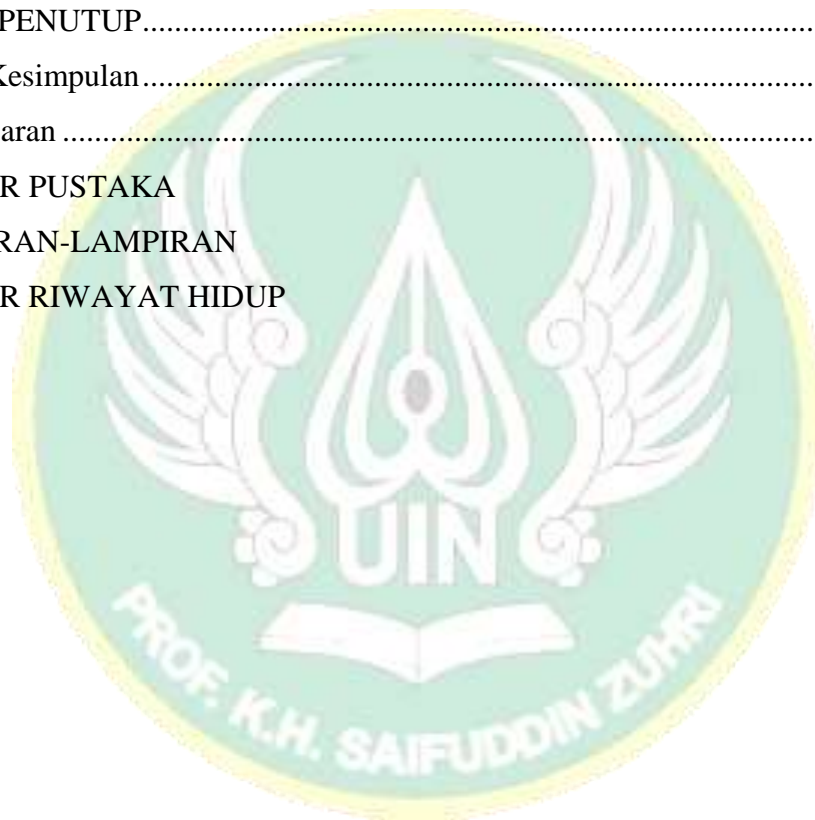 PENUTUP..........................................................................................
Kesimpulan..........................................................................................
aran ..........................................................................................
R PUSTAKA
RAN-LAMPIRAN
R RIWAYAT HIDUP
UIN
PROF. K.H. SAIFUDDIN ZUHRI